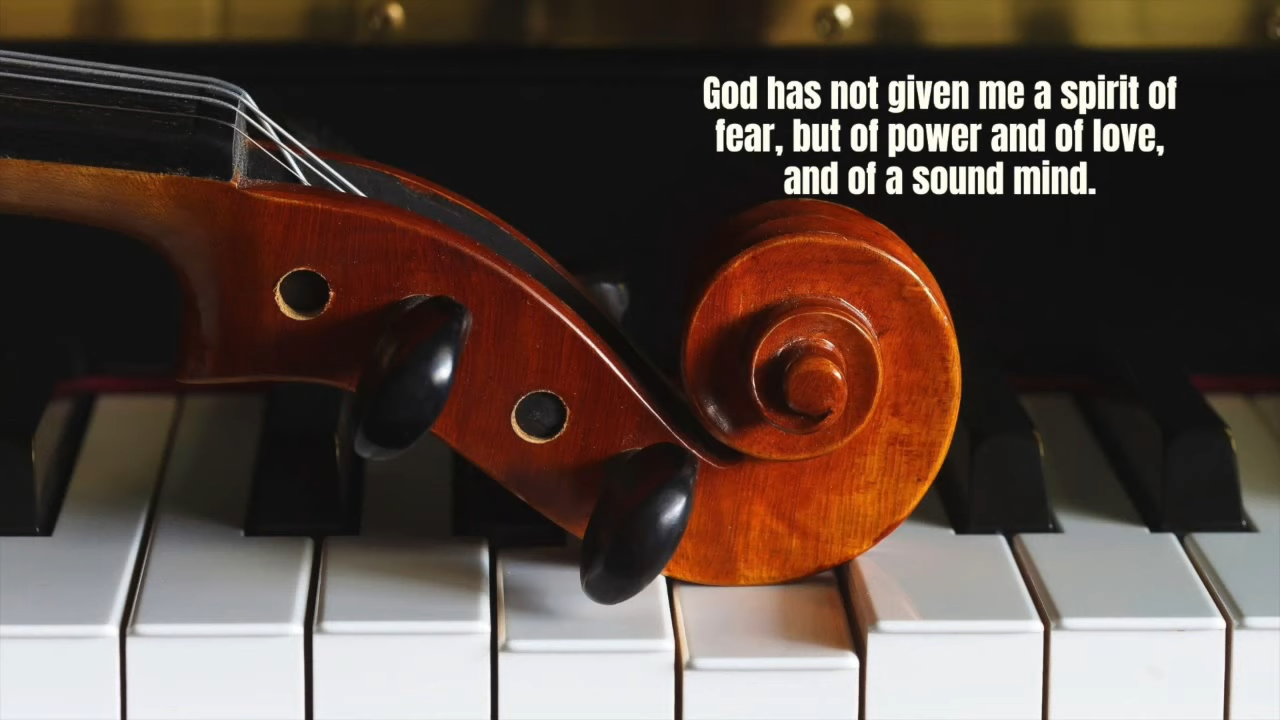 God has not given me a spirit of
fear, but of power and of love,
and of a sound mind.